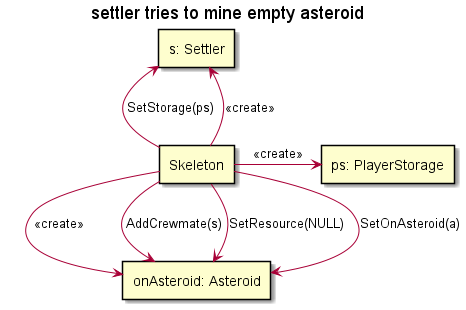 settler tries to mine empty asteroid
s: Settler
SetStorage(ps)
«create»
Skeleton
«create»
ps: PlayerStorage
«create»
AddCrewmate(s)
SetResource(NULL)
SetOnAsteroid(a)
onAsteroid: Asteroid